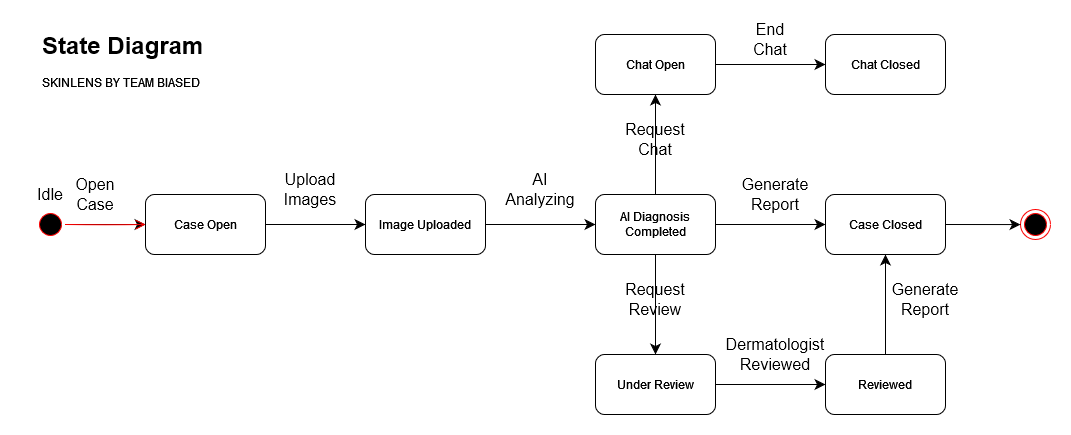 State Diagram
SKINLENS BY TEAM BIASED
Idle
Open
Case
Case Open
Upload
Images
Image Uploaded
AI
Analyzing
AI Diagnosis
Completed
Request
Chat
Chat Open
End
Chat
Chat Closed
Generate
Report
Case Closed
Request
Review
Under Review
Dermatologist
Reviewed
Reviewed
Generate
Report